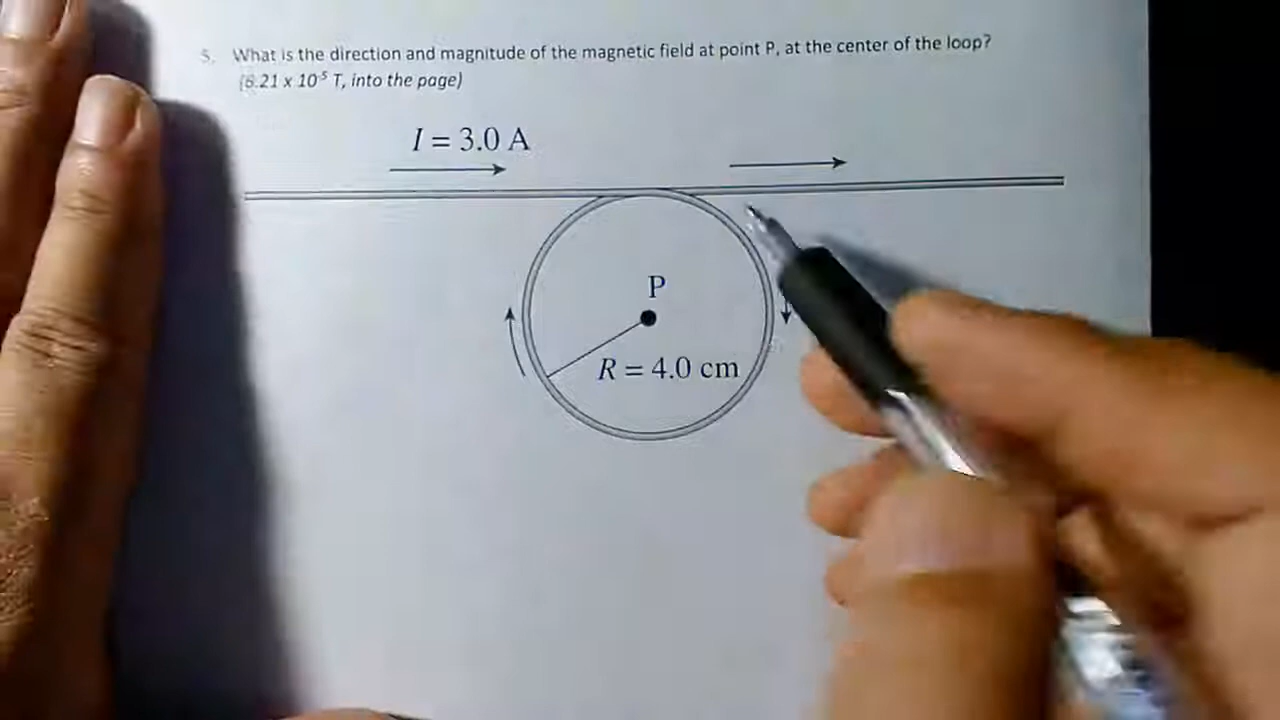 5. What is the direction and magnitude of the magnetic field at point P, at the center of the loop?
(6.21 x 10⁻⁵ T, into the page)
I = 3.0 A
P
R = 4.0 cm